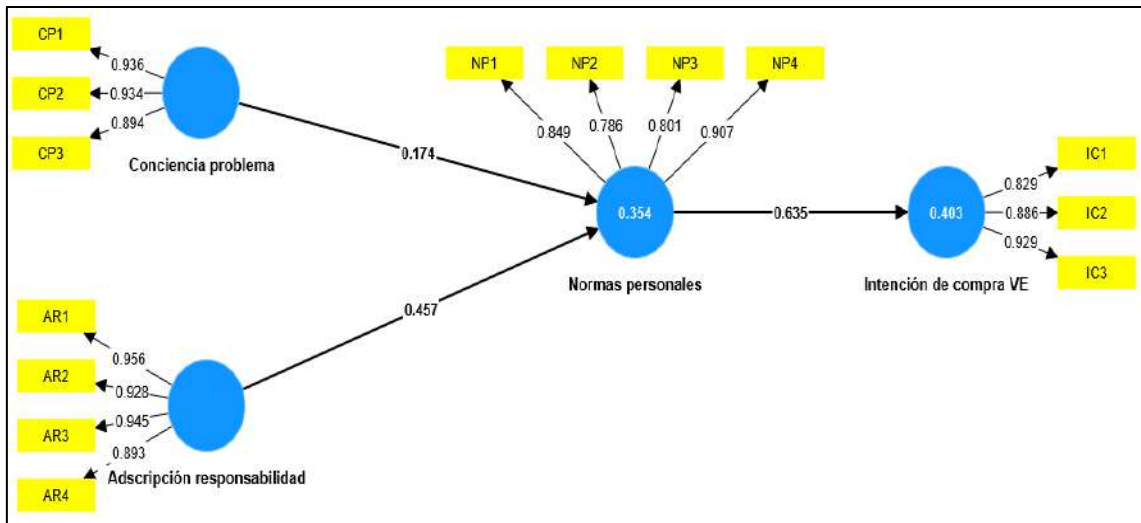 CP1
0.936
CP2
0.934
CP3
0.894
Conciencia problema
0.174
NP1
NP2
NP3
NP4
0.849
0.786
0.801
0.907
0.354
Normas personales
0.635
0.403
Intención de compra VE
IC1
0.829
IC2
0.886
IC3
0.929
0.457
AR1
0.956
AR2
0.928
AR3
0.945
AR4
0.893
Adscripción responsabilidad